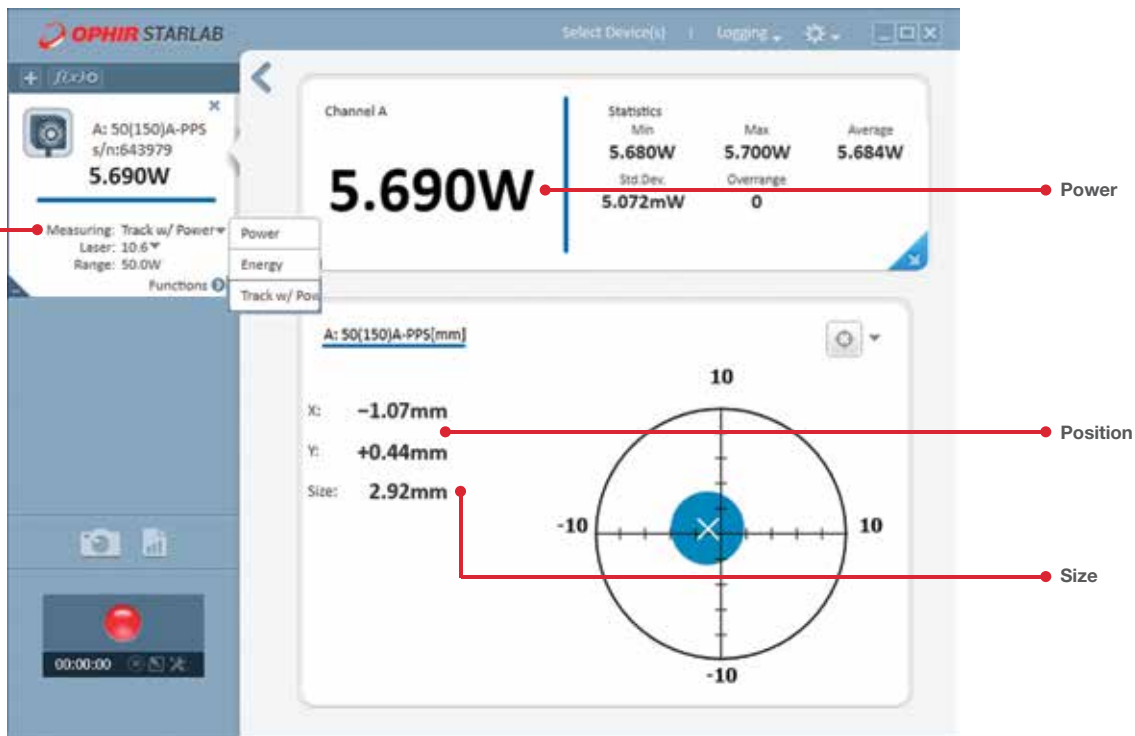 OPHIR STARLAB
Select Device(s) | Logging
+ f(x)
A: 50(150)A-PPS
s/n:643979
5.690W
Measuring: Track w/ Power
Laser: 10.6
Range: 50.0W
Functions
Power
Energy
Track w/ Pow
Channel A
5.690W
Statistics
Min Max Average
5.680W 5.700W 5.684W
Std.Dev. Overrange
5.072mW 0
Power
A: 50(150)A-PPS[mm]
X: −1.07mm
Y: +0.44mm
Size: 2.92mm
10
-10 10
-10
Position
Size
00:00:00